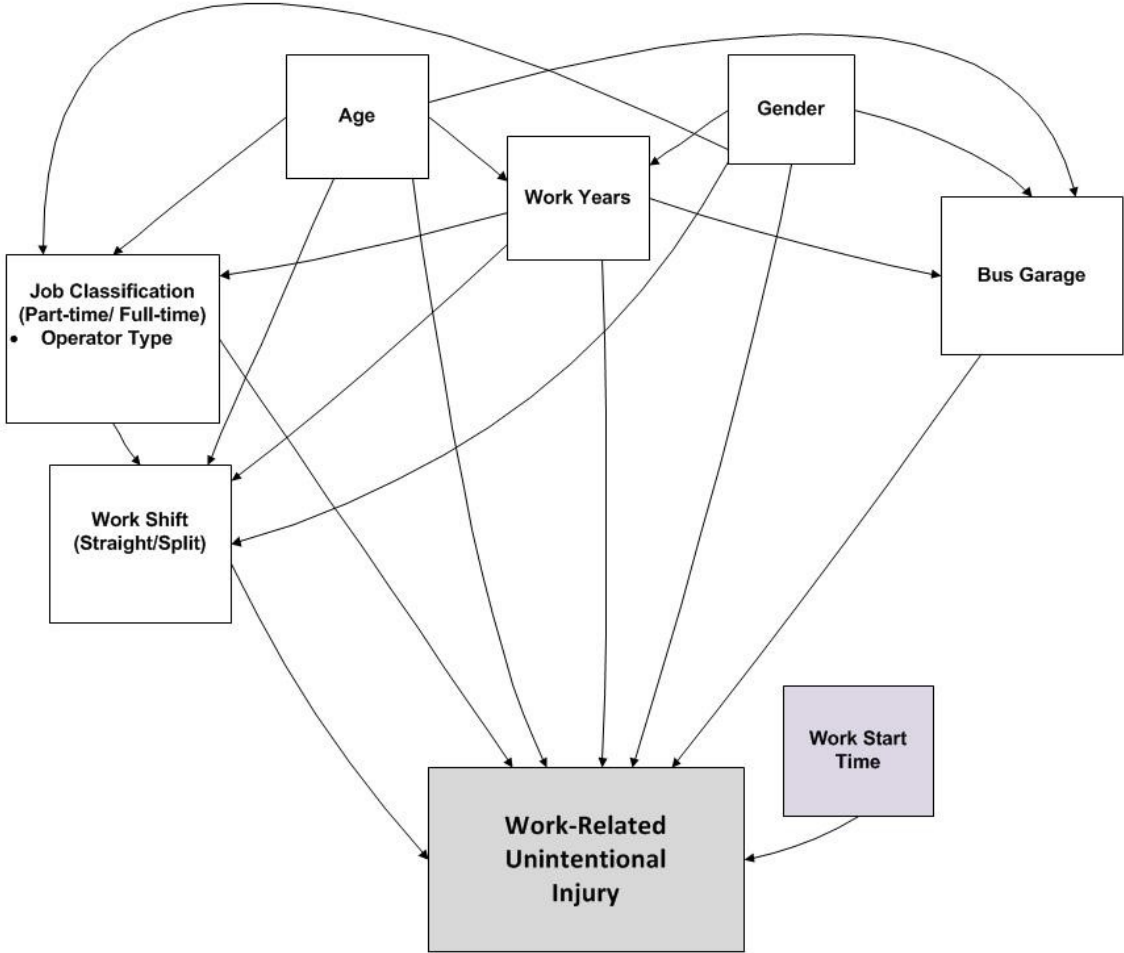 Age
Gender
Work Years
Bus Garage
Job Classification
(Part-time/ Full-time)
• Operator Type
Work Shift
(Straight/Split)
Work Start
Time
Work-Related
Unintentional
Injury